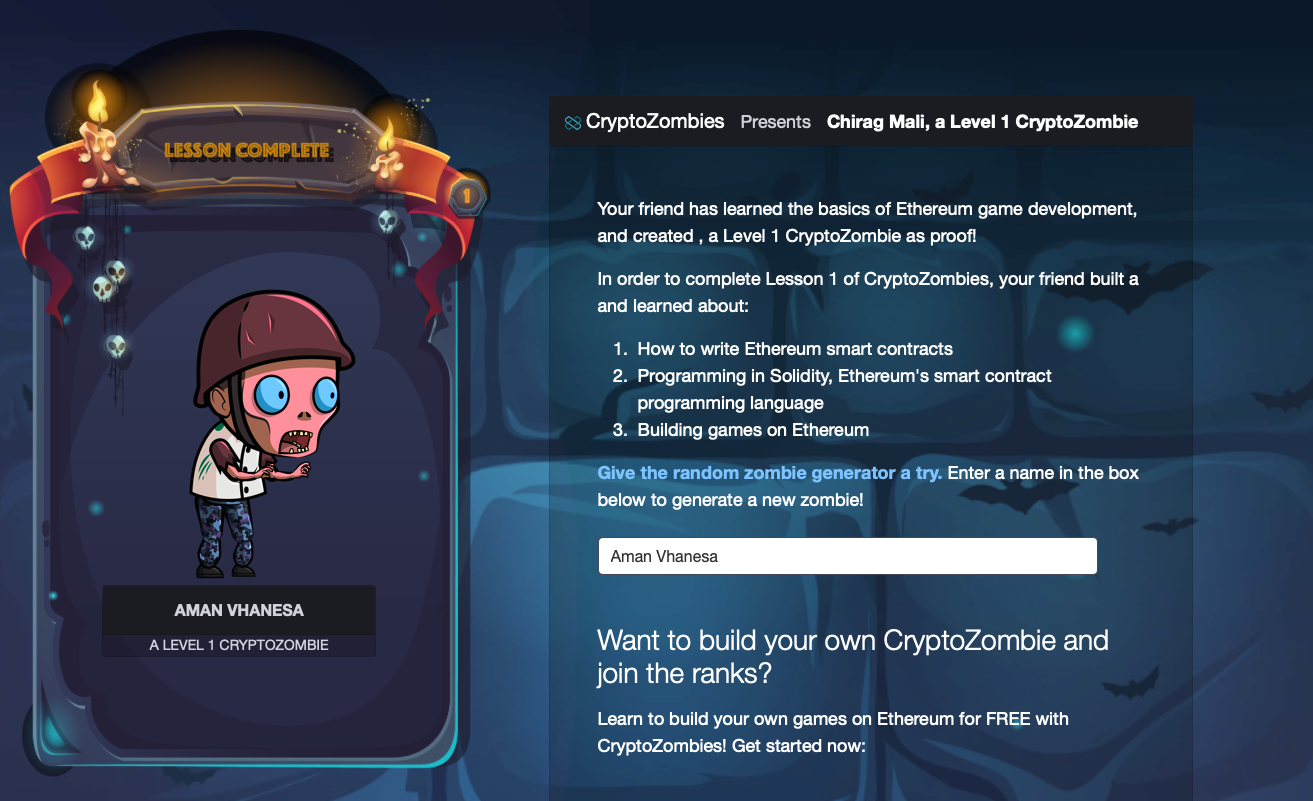 LESSON COMPLETE
1
AMAN VHANESA
A LEVEL 1 CRYPTOZOMBIE
CryptoZombies Presents Chirag Mali, a Level 1 CryptoZombie
Your friend has learned the basics of Ethereum game development,
and created , a Level 1 CryptoZombie as proof!
In order to complete Lesson 1 of CryptoZombies, your friend built a
and learned about:
1. How to write Ethereum smart contracts
2. Programming in Solidity, Ethereum's smart contract
programming language
3. Building games on Ethereum
Give the random zombie generator a try. Enter a name in the box
below to generate a new zombie!
Aman Vhanesa
Want to build your own CryptoZombie and
join the ranks?
Learn to build your own games on Ethereum for FREE with
CryptoZombies! Get started now: